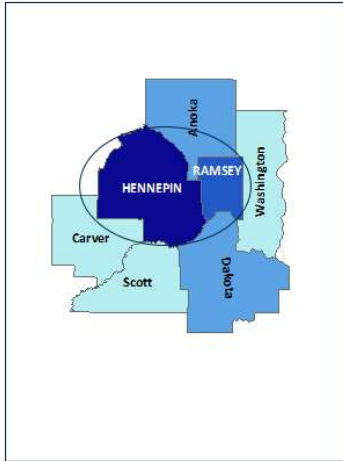 Anoka
RAMSEY
Washington
HENNEPIN
Carver
Scott
Dakota